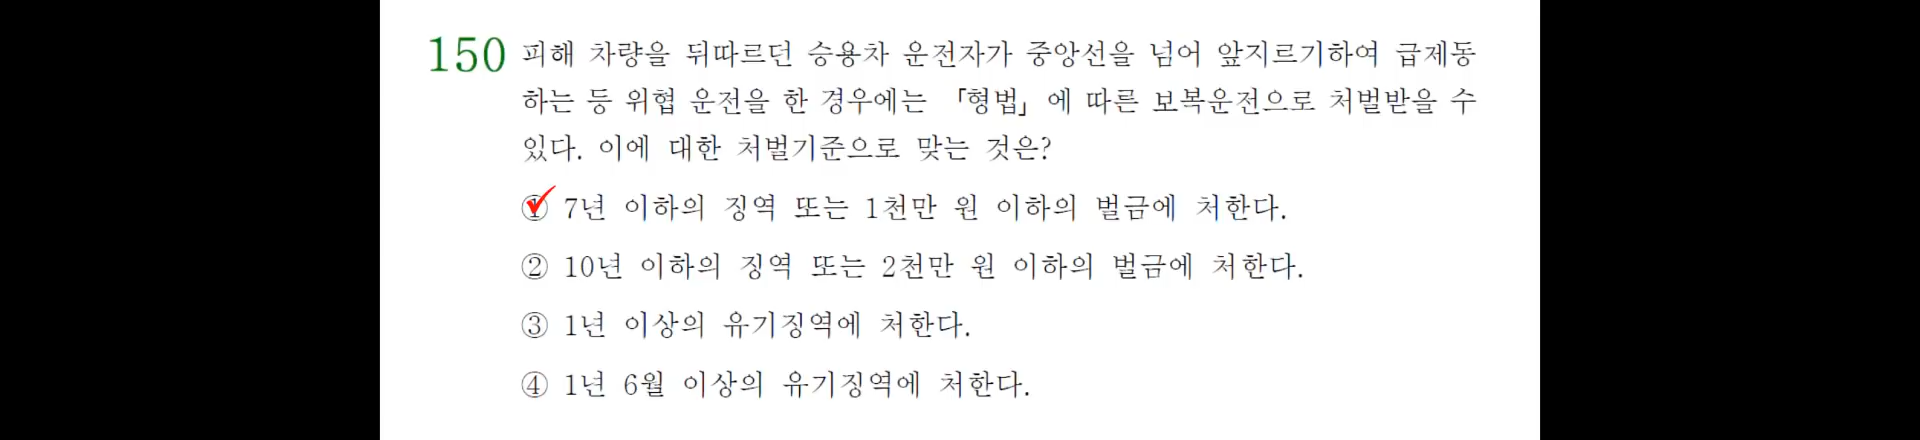 150 피해 차량을 뒤따르던 승용차 운전자가 중앙선을 넘어 앞지르기하여 급제동
하는 등 위협 운전을 한 경우에는 「형법」에 따른 보복운전으로 처벌받을 수
있다. 이에 대한 처벌기준으로 맞는 것은?
① 7년 이하의 징역 또는 1천만 원 이하의 벌금에 처한다.
② 10년 이하의 징역 또는 2천만 원 이하의 벌금에 처한다.
③ 1년 이상의 유기징역에 처한다.
④ 1년 6월 이상의 유기징역에 처한다.